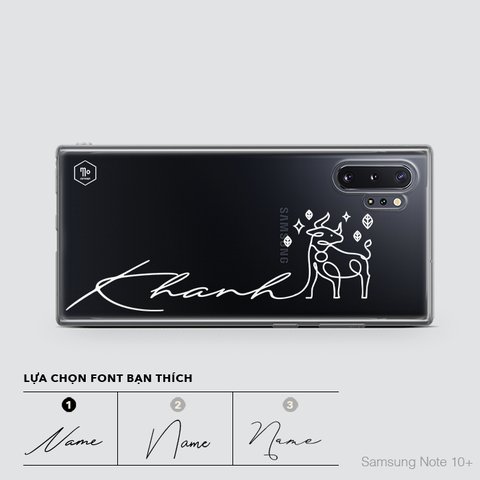 SAMSUNG
Khanh
LỰA CHỌN FONT BẠN THÍCH
1 2 3
Name Name Name
Samsung Note 10+